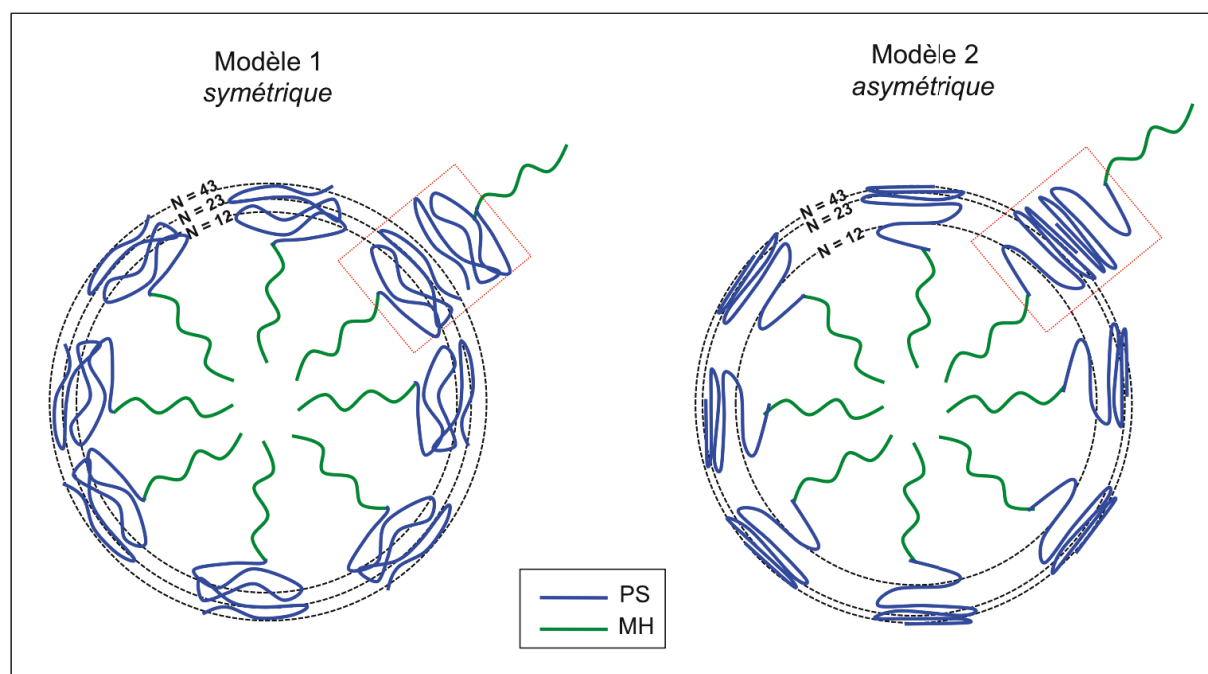 Modèle 1
symétrique
Modèle 2
asymétrique
N = 43
N = 23
N = 12
N = 43
N = 23
N = 12
PS
MH